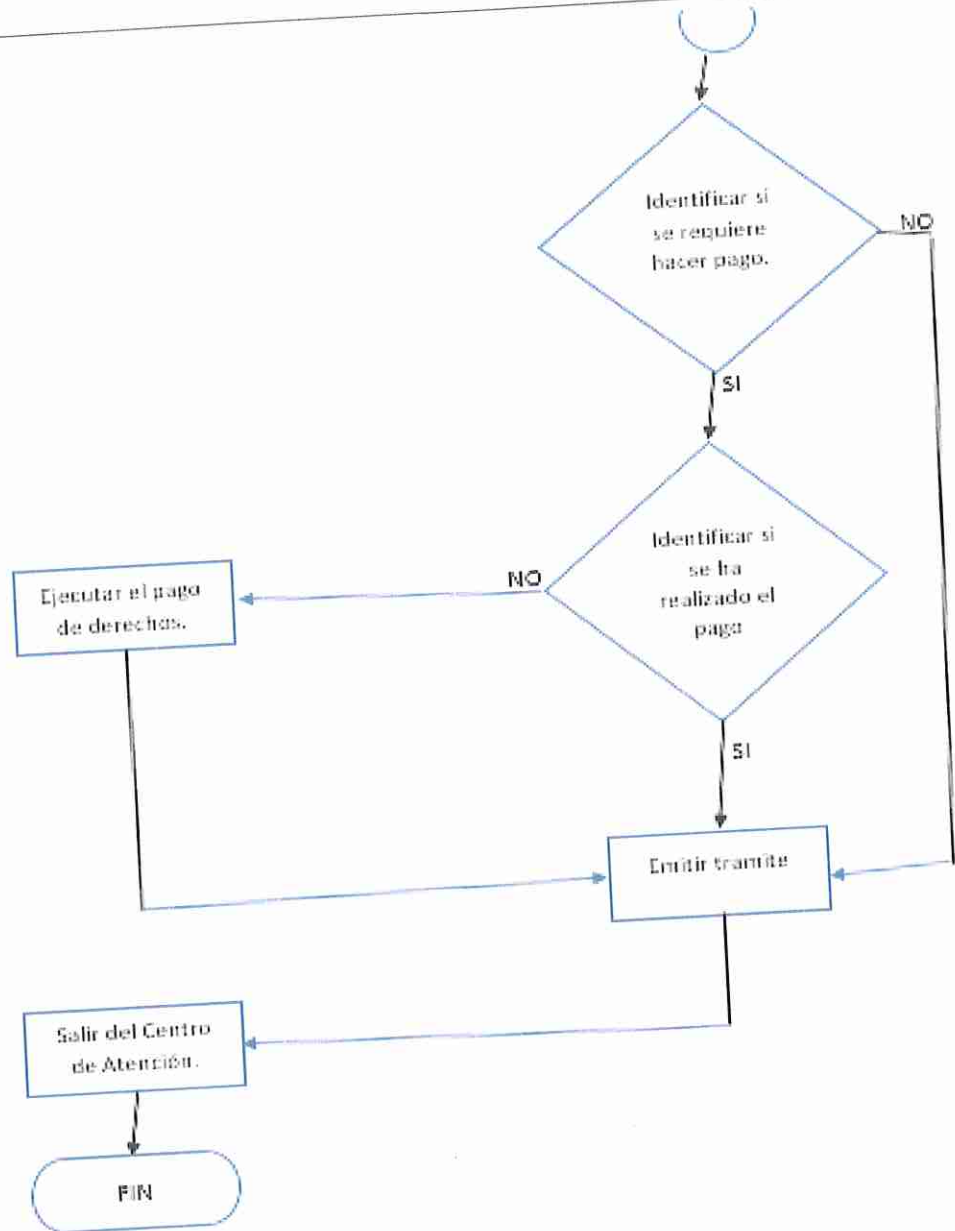 Identificar si
se requiere
hacer pago.
NO
SI
Identificar si
se ha
realizado el
pago
NO
Ejecutar el pago
de derechos.
SI
Emitir tramite
Salir del Centro
de Atención.
FIN